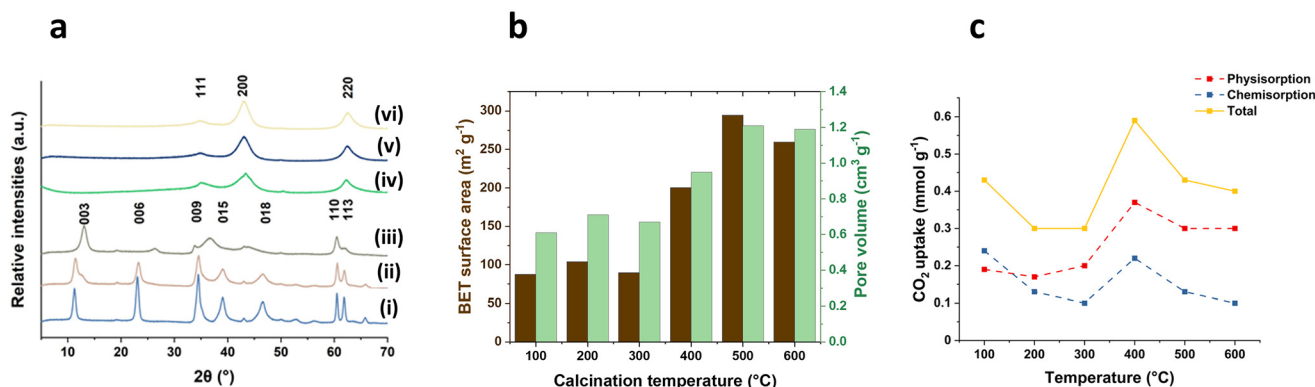 a
b
c
111
200
220
(vi)
(v)
(iv)
003
006
009
015
018
110
113
(iii)
(ii)
(i)
Relative intensities (a.u.)
10
20
30
40
50
60
70
2θ (°)
BET surface area (m² g⁻¹)
300
250
200
150
100
50
0
1.4
1.2
1.0
0.8
0.6
0.4
0.2
0.0
Pore volume (cm³ g⁻¹)
100
200
300
400
500
600
Calcination temperature (°C)
Physisorption
Chemisorption
Total
CO₂ uptake (mmol g⁻¹)
0.6
0.5
0.4
0.3
0.2
0.1
100
200
300
400
500
600
Temperature (°C)